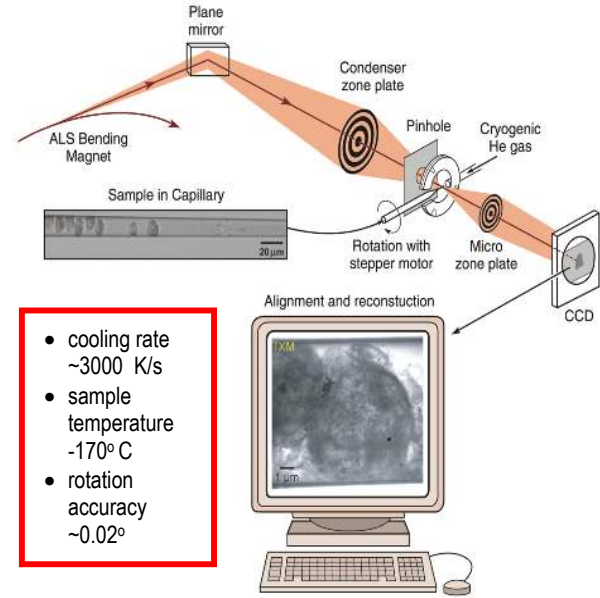 Plane
mirror
Condenser
zone plate
Pinhole
Cryogenic
He gas
ALS Bending
Magnet
Sample in Capillary
20 µm
Rotation with
stepper motor
Micro
zone plate
CCD
Alignment and reconstuction
TXM
1 µm
• cooling rate
~3000 K/s
• sample
temperature
-170º C
• rotation
accuracy
~0.02º